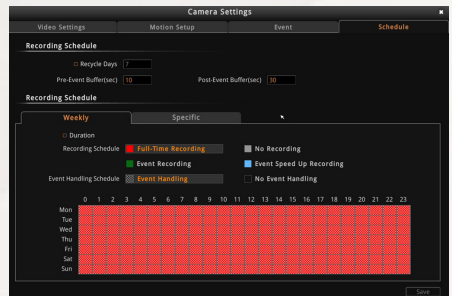 Camera Settings
Video Settings Motion Setup Event Schedule
Recording Schedule
Recycle Days 7
Pre-Event Buffer(sec) 10 Post-Event Buffer(sec) 30
Recording Schedule
Weekly Specific
Duration
Recording Schedule Full-Time Recording No Recording
Event Recording Event Speed Up Recording
Event Handling Schedule Event Handling No Event Handling
0 1 2 3 4 5 6 7 8 9 10 11 12 13 14 15 16 17 18 19 20 21 22 23
Mon
Tue
Wed
Thu
Fri
Sat
Sun
Save